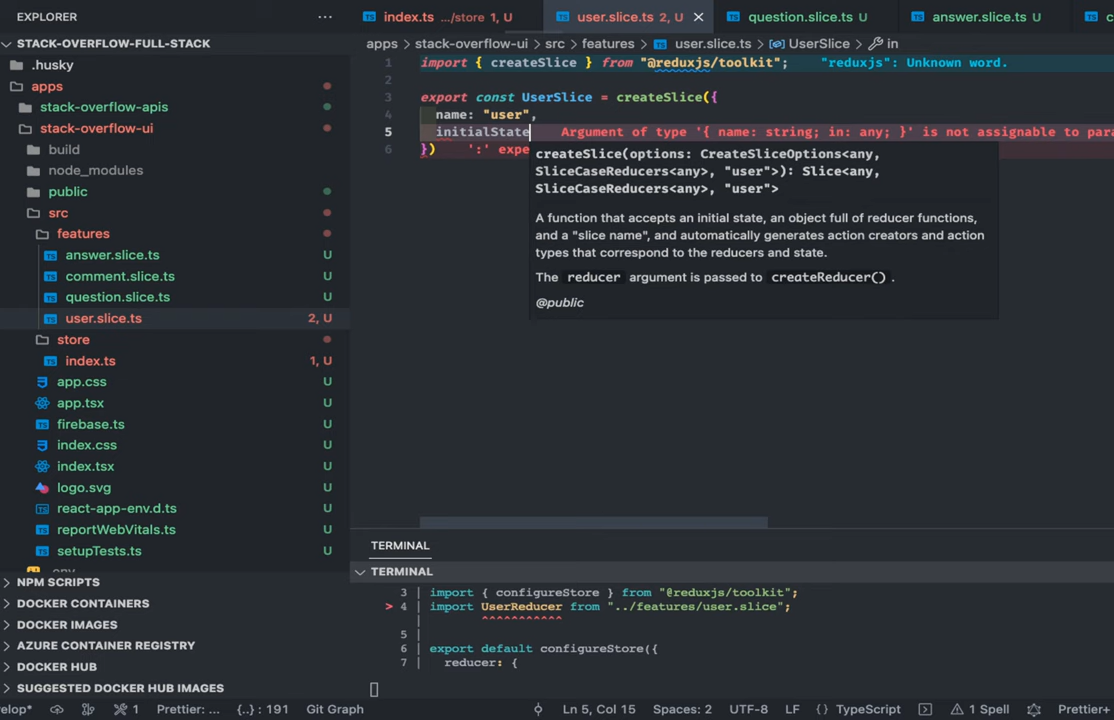 EXPLORER
index.ts .../store 1, U
user.slice.ts 2, U
question.slice.ts U
answer.slice.ts U
STACK-OVERFLOW-FULL-STACK
apps > stack-overflow-ui > src > features > user.slice.ts > UserSlice > in
.husky
apps
stack-overflow-apis
stack-overflow-ui
build
node_modules
public
src
features
answer.slice.ts U
comment.slice.ts U
question.slice.ts U
user.slice.ts 2, U
store
index.ts 1, U
app.css U
app.tsx U
firebase.ts U
index.css U
index.tsx U
logo.svg U
react-app-env.d.ts U
reportWebVitals.ts U
setupTests.ts U
NPM SCRIPTS
DOCKER CONTAINERS
DOCKER IMAGES
AZURE CONTAINER REGISTRY
DOCKER HUB
SUGGESTED DOCKER HUB IMAGES
1 import { createSlice } from "@reduxjs/toolkit"; "reduxjs": Unknown word.
2
3 export const UserSlice = createSlice({
4 name: "user",
5 initialState Argument of type '{ name: string; in: any; }' is not assignable to par
6 }) ':' expe
createSlice(options: CreateSliceOptions<any,
SliceCaseReducers<any>, "user">): Slice<any,
SliceCaseReducers<any>, "user">
A function that accepts an initial state, an object full of reducer functions,
and a "slice name", and automatically generates action creators and action
types that correspond to the reducers and state.
The reducer argument is passed to createReducer() .
@public
TERMINAL
TERMINAL
3 | import { configureStore } from "@reduxjs/toolkit";
> 4 | import UserReducer from "../features/user.slice";
| ^^^^^^^^^^^
5 |
6 | export default configureStore({
7 | reducer: {
velop* 1 Prettier: ... {..} : 191 Git Graph Ln 5, Col 15 Spaces: 2 UTF-8 LF {} TypeScript 1 Spell Prettier+